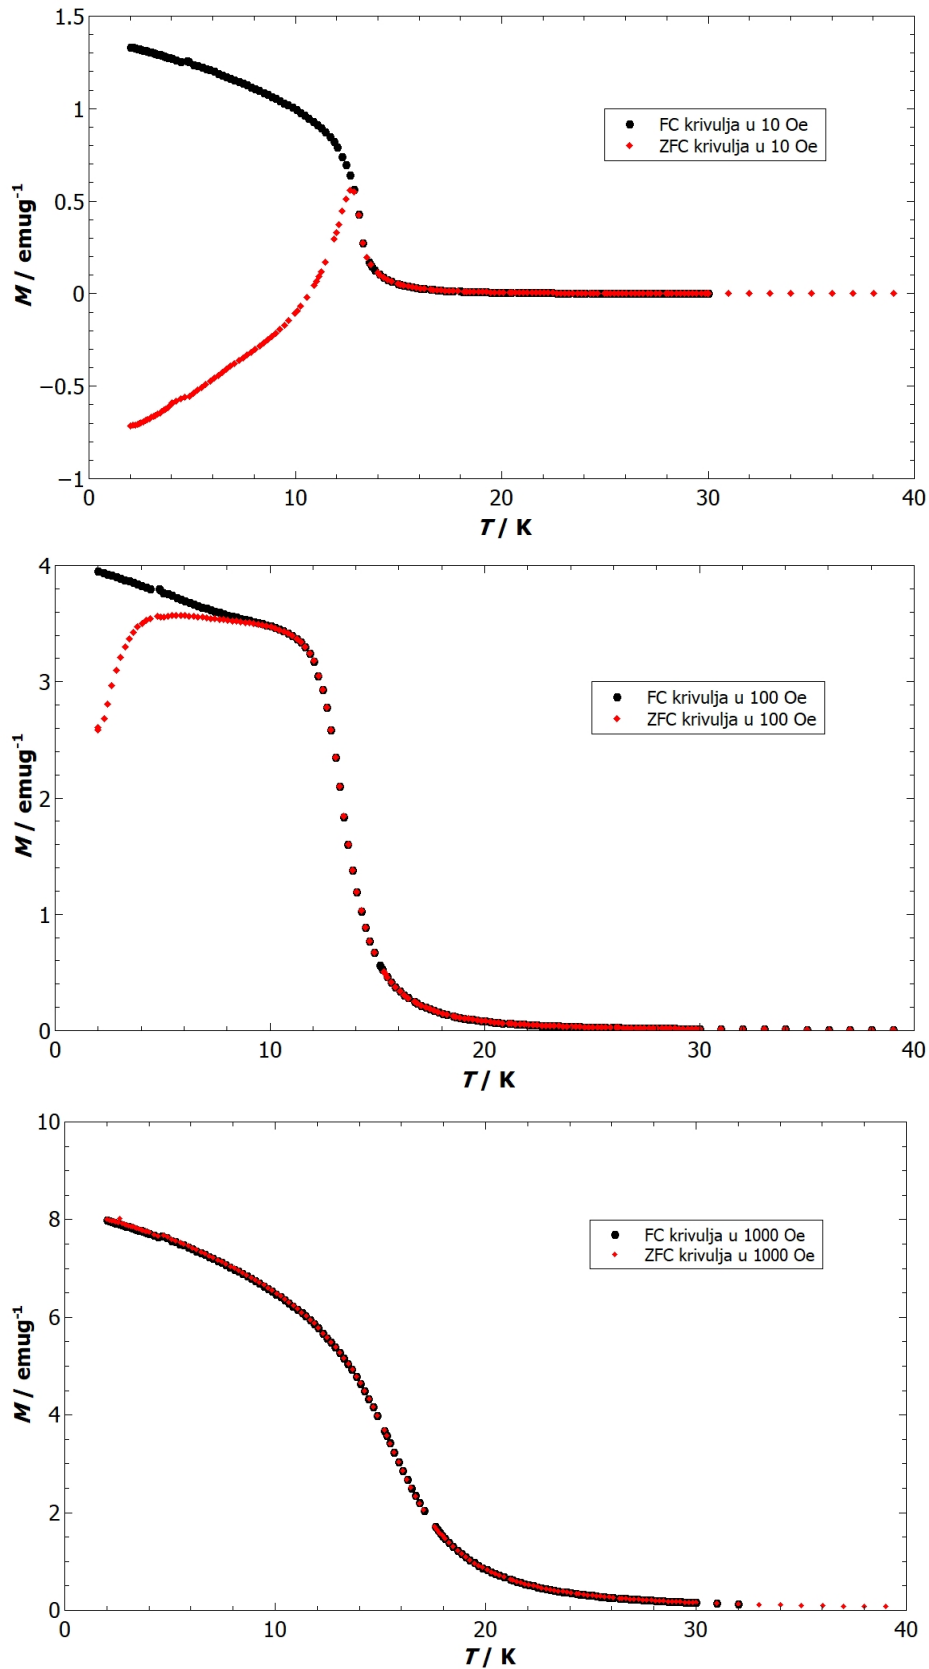 1.5
1
0.5
0
−0.5
−1
M / emug⁻¹
FC krivulja u 10 Oe
ZFC krivulja u 10 Oe
0 10 20 30 40
T / K
4
3
2
1
0
M / emug⁻¹
FC krivulja u 100 Oe
ZFC krivulja u 100 Oe
0 10 20 30 40
T / K
10
8
6
4
2
0
M / emug⁻¹
FC krivulja u 1000 Oe
ZFC krivulja u 1000 Oe
0 10 20 30 40
T / K